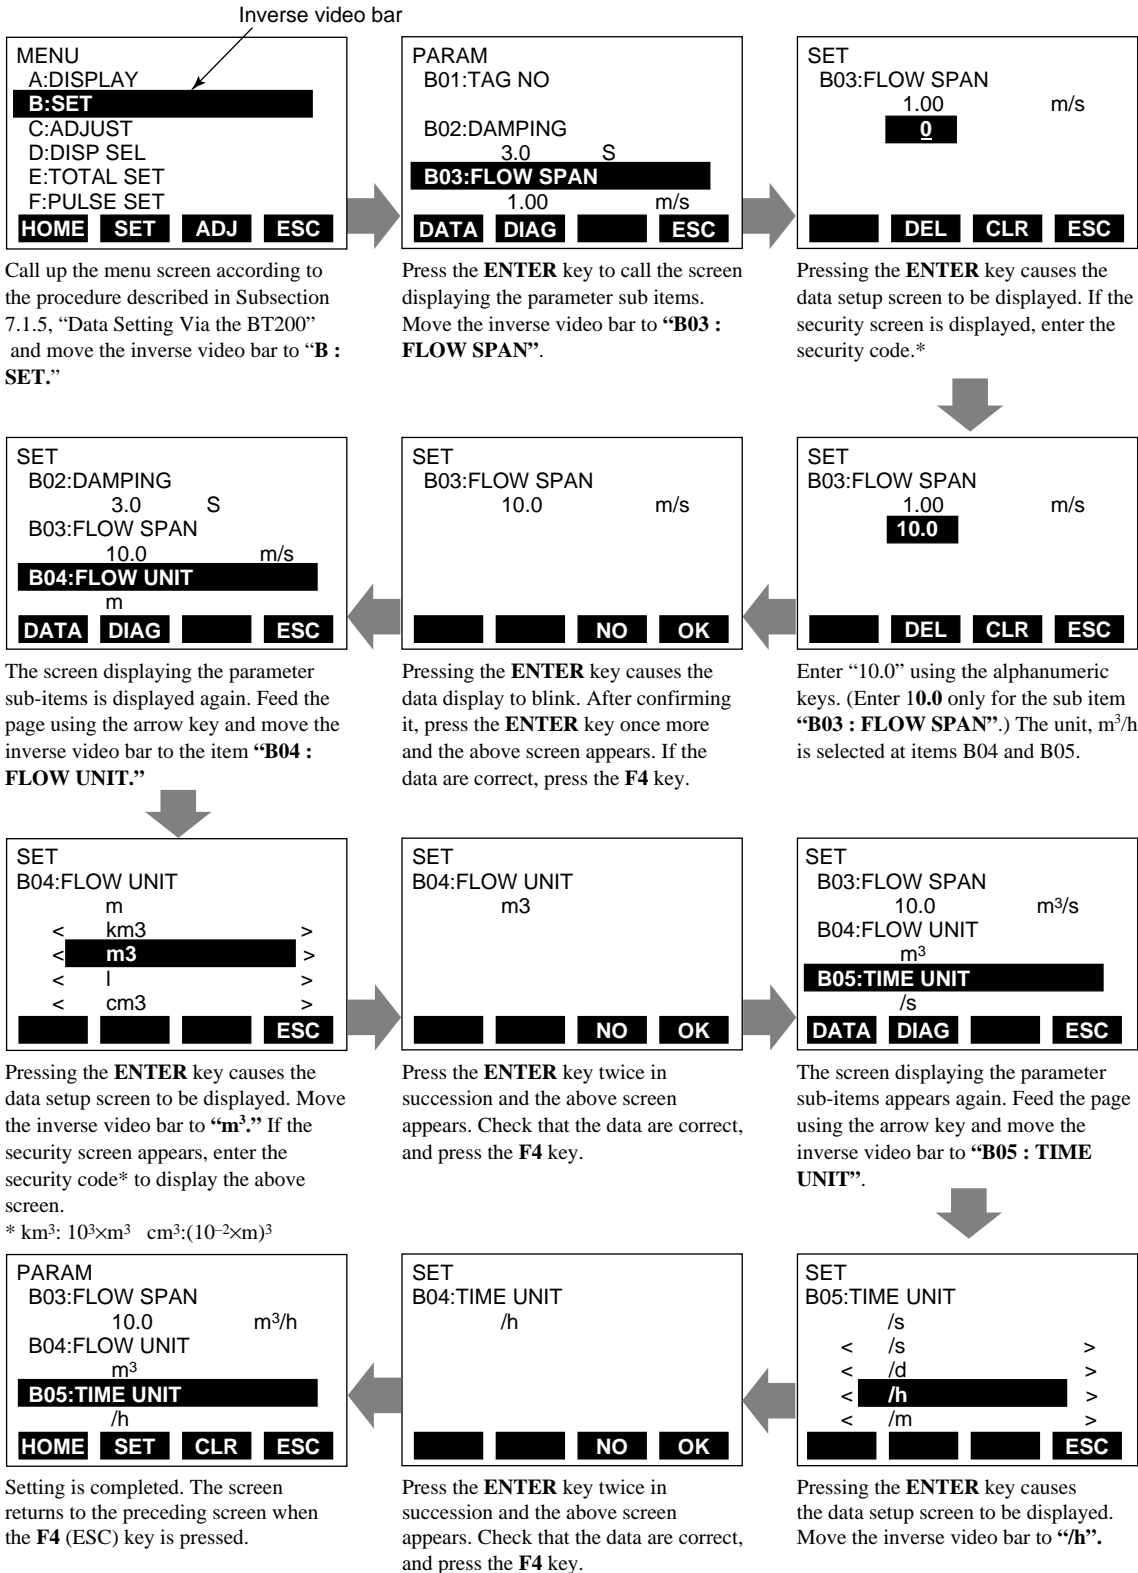 Inverse video bar
MENU
A:DISPLAY
B:SET
C:ADJUST
D:DISP SEL
E:TOTAL SET
F:PULSE SET
HOME SET ADJ ESC
Call up the menu screen according to
the procedure described in Subsection
7.1.5, “Data Setting Via the BT200”
and move the inverse video bar to “B :
SET.”
PARAM
B01:TAG NO
B02:DAMPING
3.0 S
B03:FLOW SPAN
1.00 m/s
DATA DIAG ESC
Press the ENTER key to call the screen
displaying the parameter sub items.
Move the inverse video bar to “B03 :
FLOW SPAN”.
SET
B03:FLOW SPAN
1.00 m/s
0
DEL CLR ESC
Pressing the ENTER key causes the
data setup screen to be displayed. If the
security screen is displayed, enter the
security code.*
SET
B03:FLOW SPAN
1.00 m/s
10.0
DEL CLR ESC
Enter “10.0” using the alphanumeric
keys. (Enter 10.0 only for the sub item
“B03 : FLOW SPAN”.) The unit, m³/h
is selected at items B04 and B05.
SET
B03:FLOW SPAN
10.0 m/s
NO OK
Pressing the ENTER key causes the
data display to blink. After confirming
it, press the ENTER key once more
and the above screen appears. If the
data are correct, press the F4 key.
SET
B02:DAMPING
3.0 S
B03:FLOW SPAN
10.0 m/s
B04:FLOW UNIT
m
DATA DIAG ESC
The screen displaying the parameter
sub-items is displayed again. Feed the
page using the arrow key and move the
inverse video bar to the item “B04 :
FLOW UNIT.”
SET
B04:FLOW UNIT
m
< km3 >
< m3 >
< l >
< cm3 >
ESC
Pressing the ENTER key causes the
data setup screen to be displayed. Move
the inverse video bar to “m³.” If the
security screen appears, enter the
security code* to display the above
screen.
* km³: 10³×m³ cm³:(10⁻²×m)³
SET
B04:FLOW UNIT
m3
NO OK
Press the ENTER key twice in
succession and the above screen
appears. Check that the data are correct,
and press the F4 key.
SET
B03:FLOW SPAN
10.0 m³/s
B04:FLOW UNIT
m³
B05:TIME UNIT
/s
DATA DIAG ESC
The screen displaying the parameter
sub-items appears again. Feed the page
using the arrow key and move the
inverse video bar to “B05 : TIME
UNIT”.
SET
B05:TIME UNIT
/s
< /s >
< /d >
< /h >
< /m >
ESC
Pressing the ENTER key causes
the data setup screen to be displayed.
Move the inverse video bar to “/h”.
SET
B04:TIME UNIT
/h
NO OK
Press the ENTER key twice in
succession and the above screen
appears. Check that the data are correct,
and press the F4 key.
PARAM
B03:FLOW SPAN
10.0 m³/h
B04:FLOW UNIT
m³
B05:TIME UNIT
/h
HOME SET CLR ESC
Setting is completed. The screen
returns to the preceding screen when
the F4 (ESC) key is pressed.